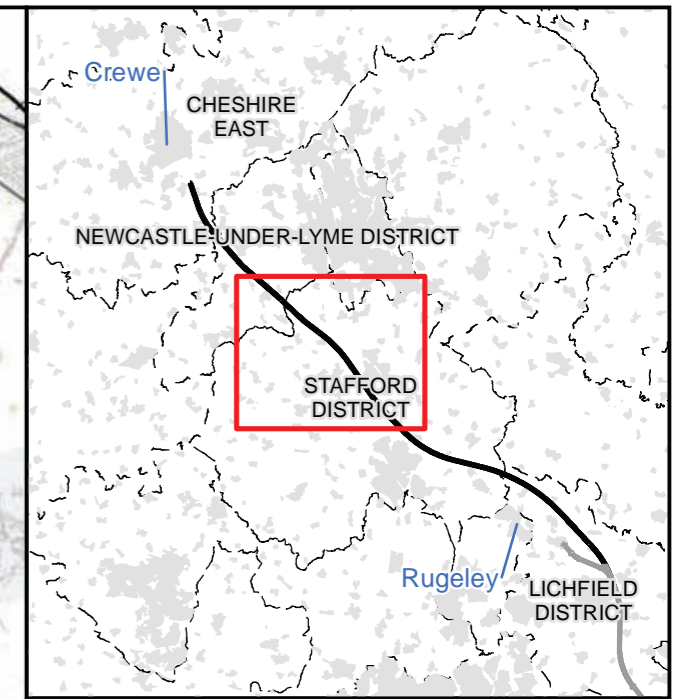 Crewe
CHESHIRE
EAST
NEWCASTLE-UNDER-LYME DISTRICT
STAFFORD
DISTRICT
Rugeley
LICHFIELD
DISTRICT